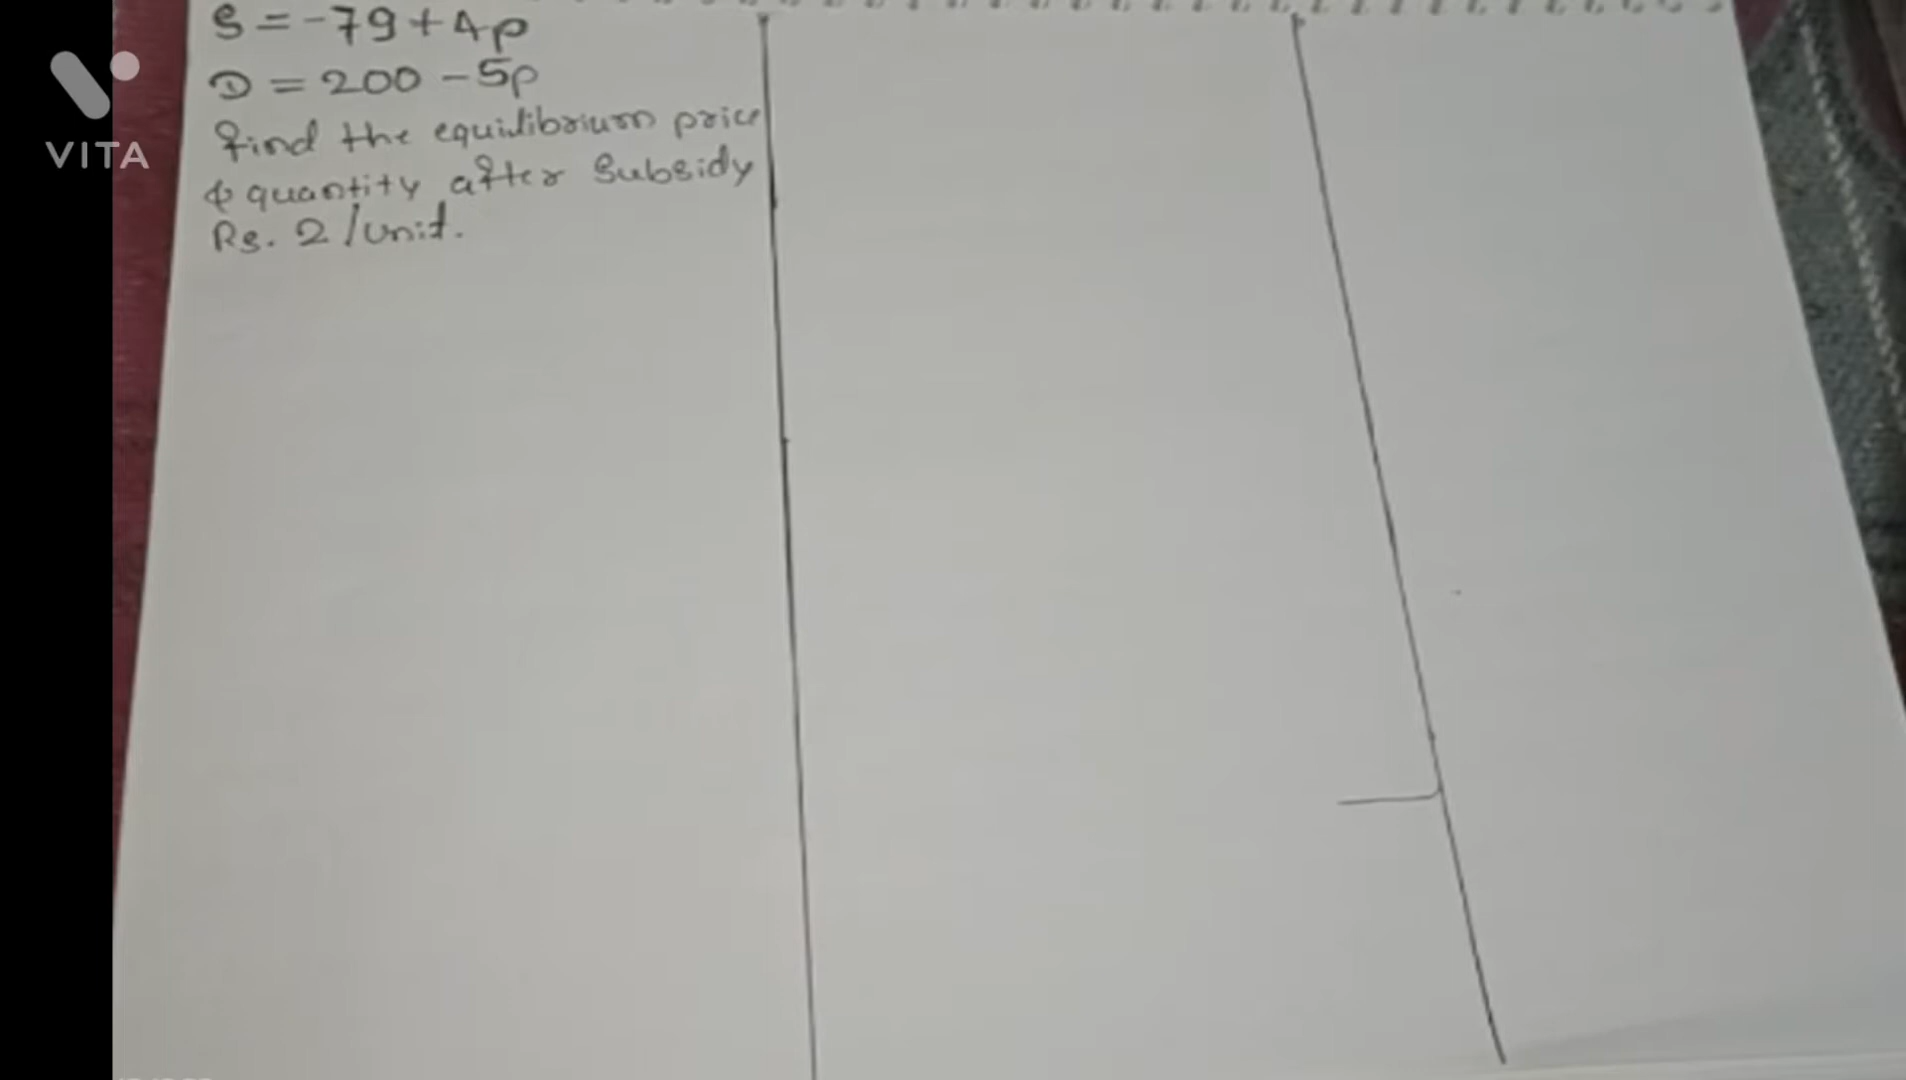 S = -79 + 4p
D = 200 - 5p
find the equilibrium price
& quantity after subsidy
Rs. 2 / unit.
VITA